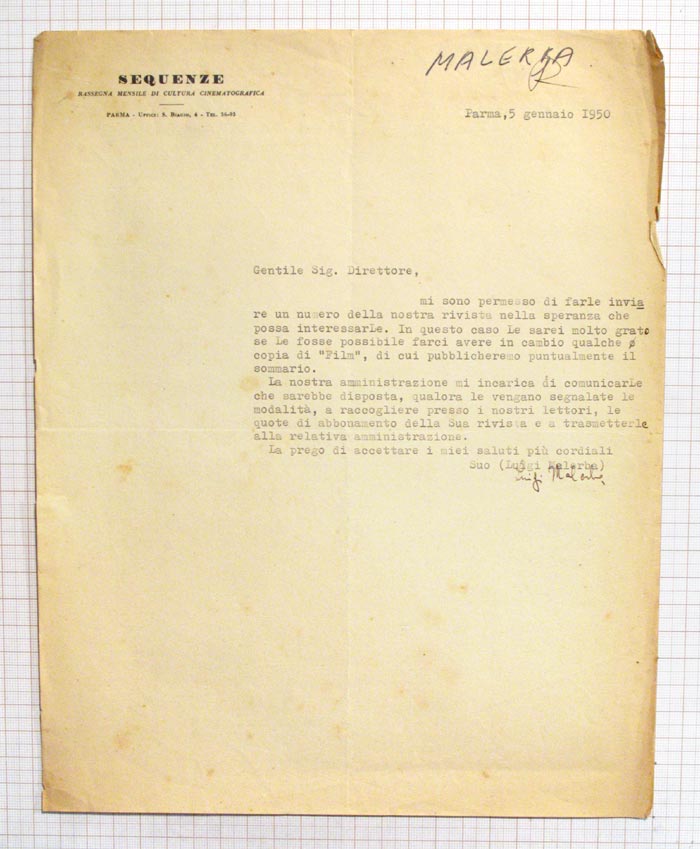 MALERBA
SEQUENZE
RASSEGNA MENSILE DI CULTURA CINEMATOGRAFICA
PARMA - Uffici: S. Biagio, 4 - Tel.
Parma,5 gennaio 1950
Gentile Sig. Direttore,
mi sono permesso di farle invia
re un numero della nostra rivista nella speranza che
possa interessarLe. In questo caso Le sarei molto grato
se Le fosse possibile farci avere in cambio qualche
copia di "Film", di cui pubblicheremo puntualmente il
sommario.
La nostra amministrazione mi incarica di comunicarLe
che sarebbe disposta, qualora le vengano segnalate le
modalità, a raccogliere presso i nostri lettori, le
quote di abbonamento della Sua rivista e a trasmetterle
alla relativa amministrazione.
La prego di accettare i miei saluti più cordiali
Suo (Luigi Malerba)
Luigi Malerba